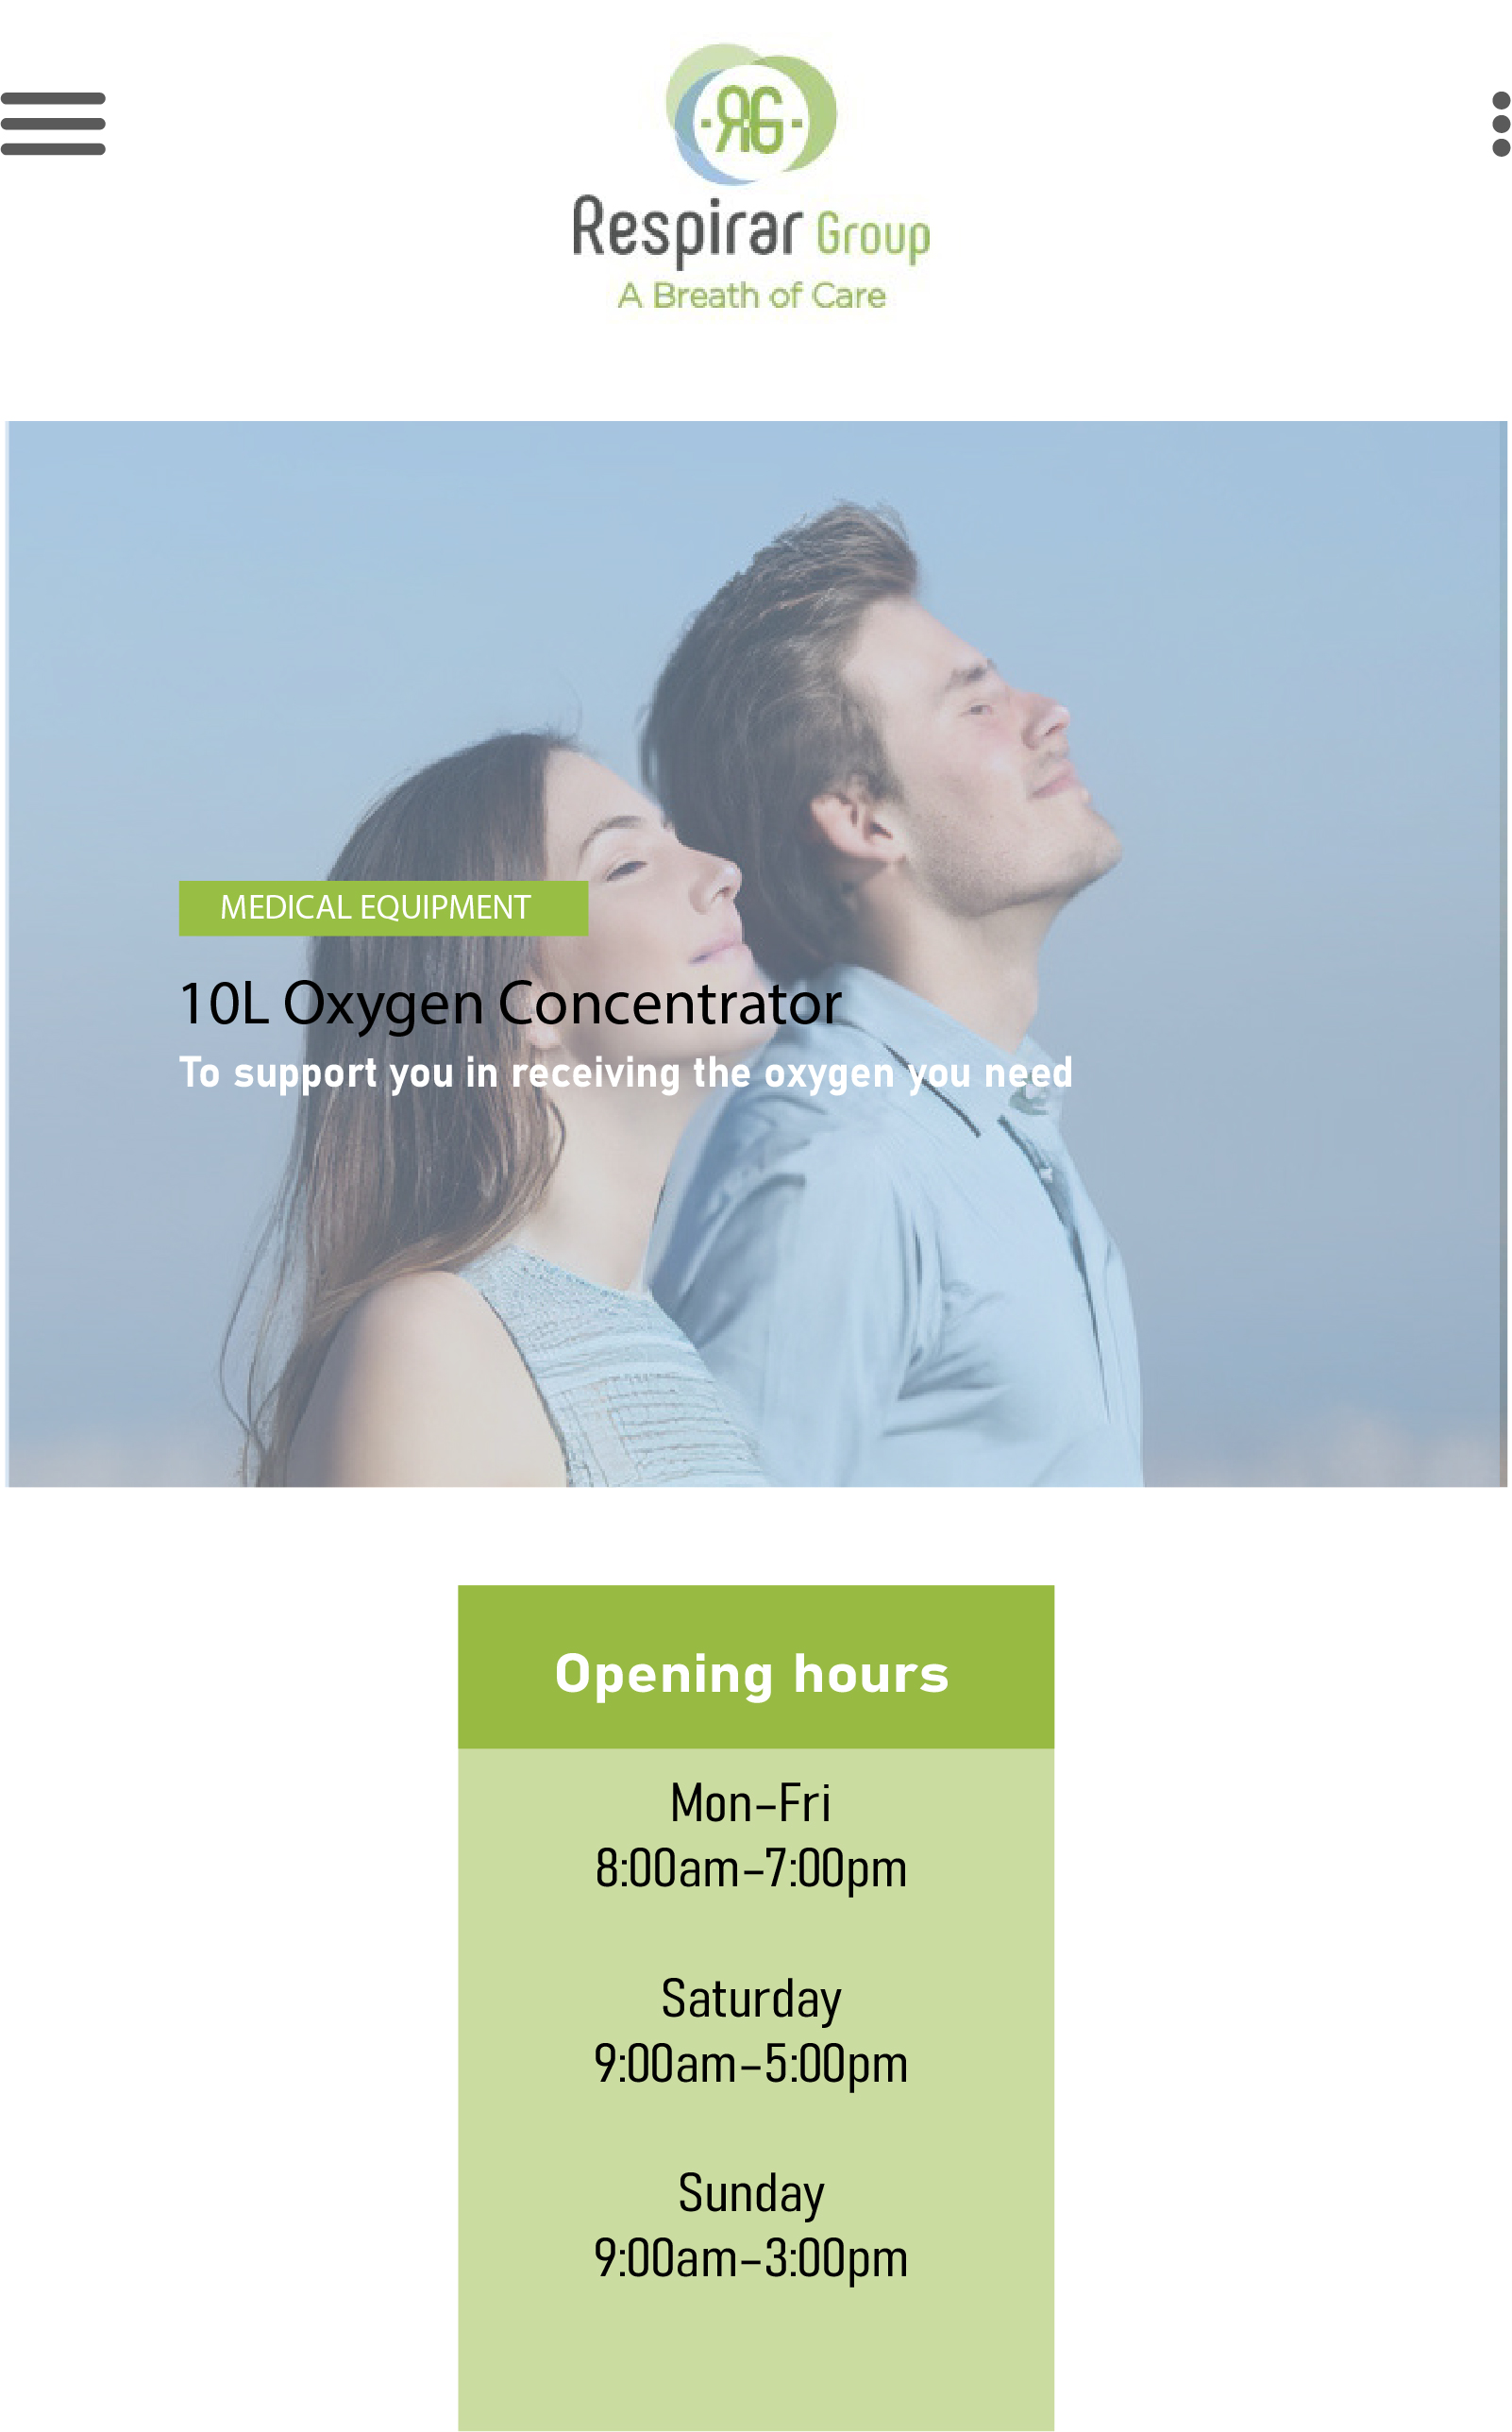 RG
Respirar Group
A Breath of Care
MEDICAL EQUIPMENT
10L Oxygen Concentrator
To support you in receiving the oxygen you need
Opening hours
Mon–Fri
8:00am–7:00pm
Saturday
9:00am–5:00pm
Sunday
9:00am–3:00pm